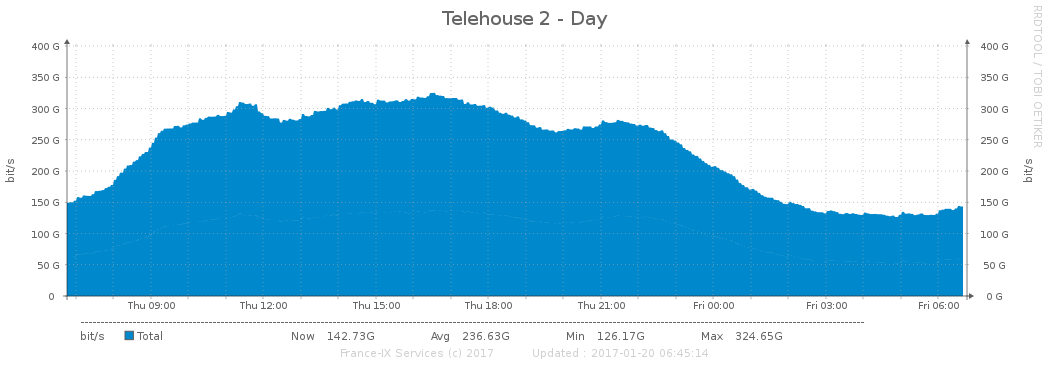 Telehouse 2 - Day
RRDTOOL / TOBI OETIKER
bit/s
400 G 400 G
350 G 350 G
300 G 300 G
250 G 250 G
200 G 200 G
150 G 150 G
100 G 100 G
50 G 50 G
0 0 G
bit/s
Thu 09:00 Thu 12:00 Thu 15:00 Thu 18:00 Thu 21:00 Fri 00:00 Fri 03:00 Fri 06:00
bit/s Total Now 142.73G Avg 236.63G Min 126.17G Max 324.65G
France-IX Services (c) 2017 Updated : 2017-01-20 06:45:14